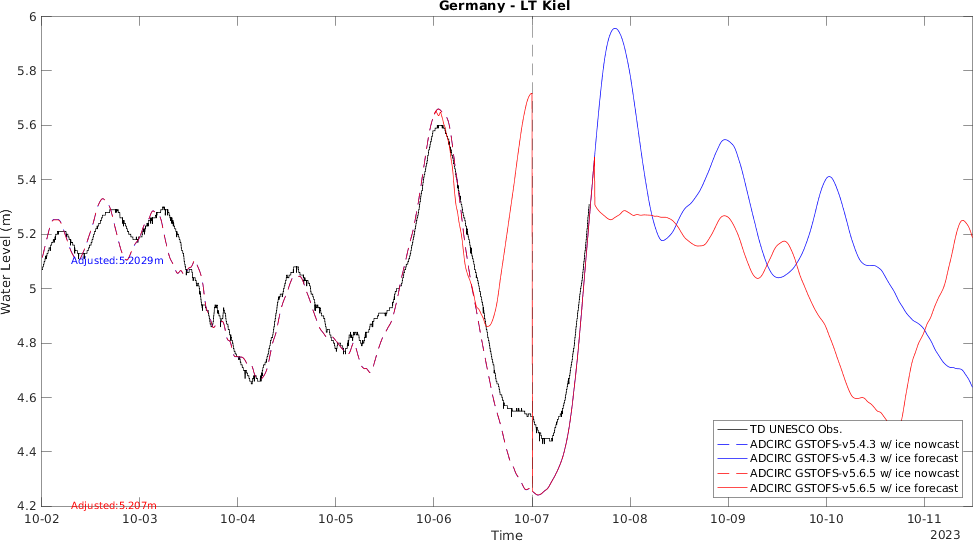 Germany - LT Kiel
6
5.8
5.6
5.4
5.2
5
4.8
4.6
4.4
4.2
Water Level (m)
Adjusted:5.2029m
Adjusted:5.207m
TD UNESCO Obs.
ADCIRC GSTOFS-v5.4.3 w/ ice nowcast
ADCIRC GSTOFS-v5.4.3 w/ ice forecast
ADCIRC GSTOFS-v5.6.5 w/ ice nowcast
ADCIRC GSTOFS-v5.6.5 w/ ice forecast
10-02 10-03 10-04 10-05 10-06 10-07 10-08 10-09 10-10 10-11
Time
2023